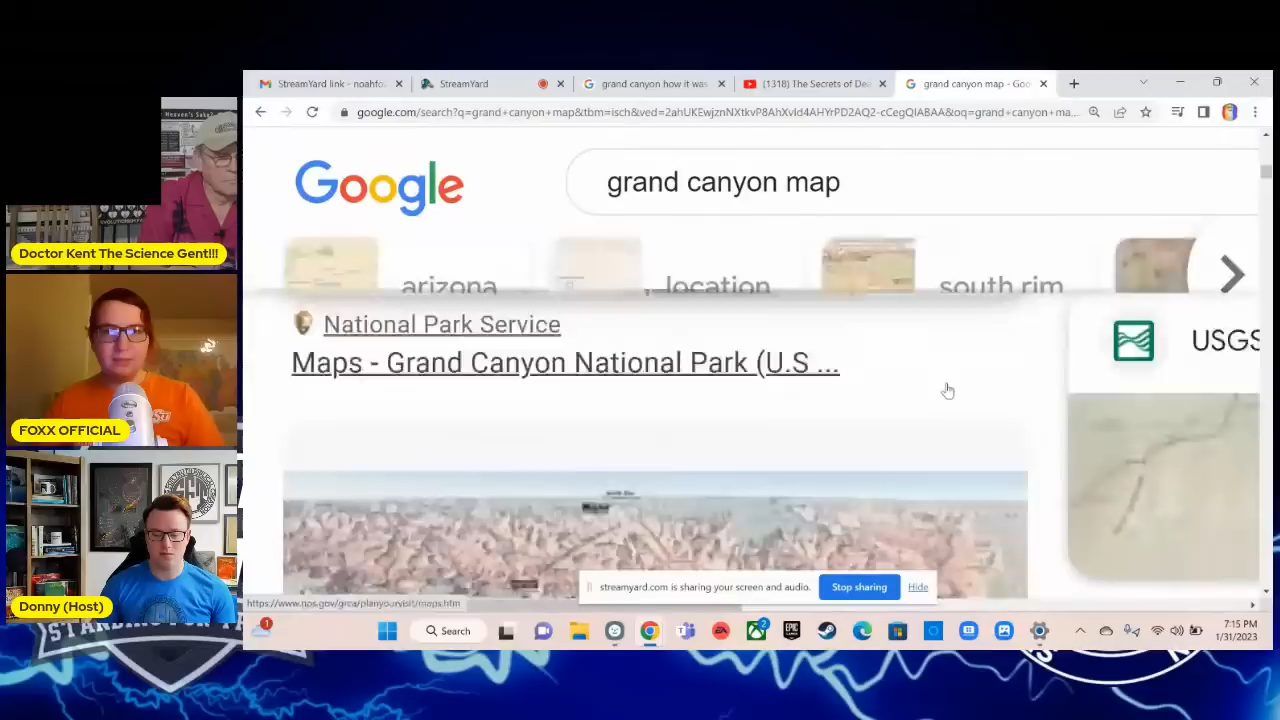 StreamYard link - noahfo
StreamYard
grand canyon how it was
(1318) The Secrets of De
grand canyon map - Goo
google.com/search?q=grand+canyon+map&tbm=isch&ved=2ahUKEwjznNXtkvP8AhXvId4AHYrPD2AQ2-cCegQIABAA&oq=grand+canyon+ma...
Google
grand canyon map
arizona
location
south rim
National Park Service
Maps - Grand Canyon National Park (U.S ...
USGS
streamyard.com is sharing your screen and audio.
Stop sharing
Hide
https://www.nps.gov/grca/planyourvisit/maps.htm
Search
7:15 PM
1/31/2023
Doctor Kent The Science Gent!!!
FOXX OFFICIAL
Donny (Host)